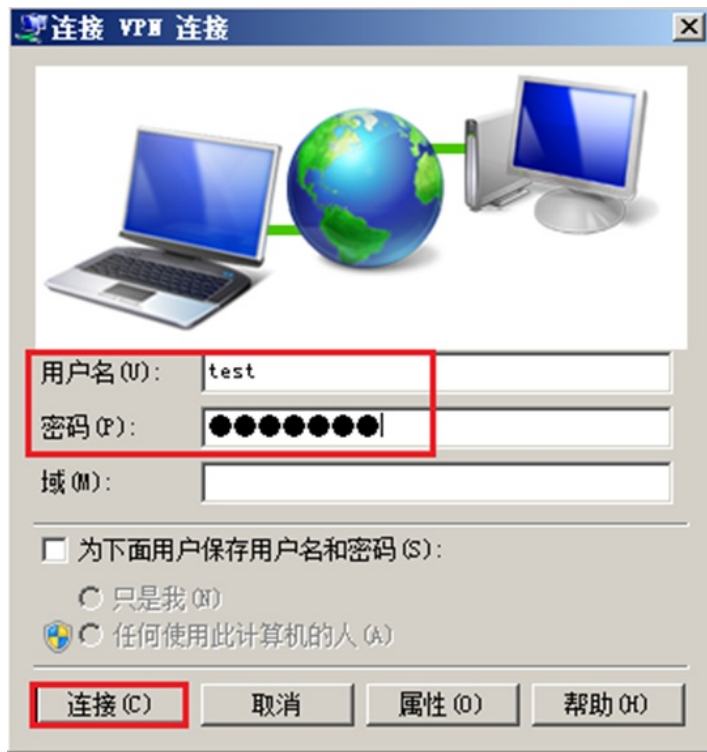 连接 VPN 连接
用户名(U): test
密码(P): ●●●●●●●
域(M):
为下面用户保存用户名和密码(S):
只是我(N)
任何使用此计算机的人(A)
连接(C) 取消 属性(O) 帮助(H)